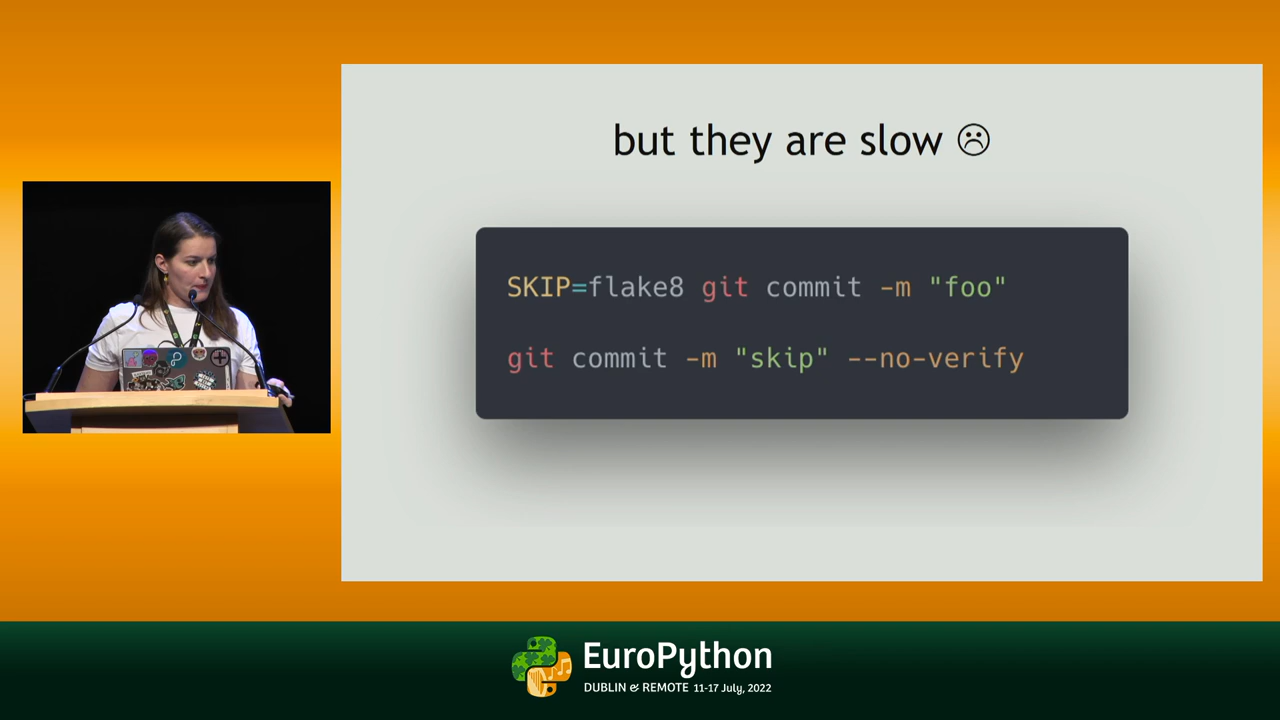 but they are slow ☹
SKIP=flake8 git commit -m "foo"
git commit -m "skip" --no-verify
EuroPython
DUBLIN & REMOTE 11-17 July, 2022